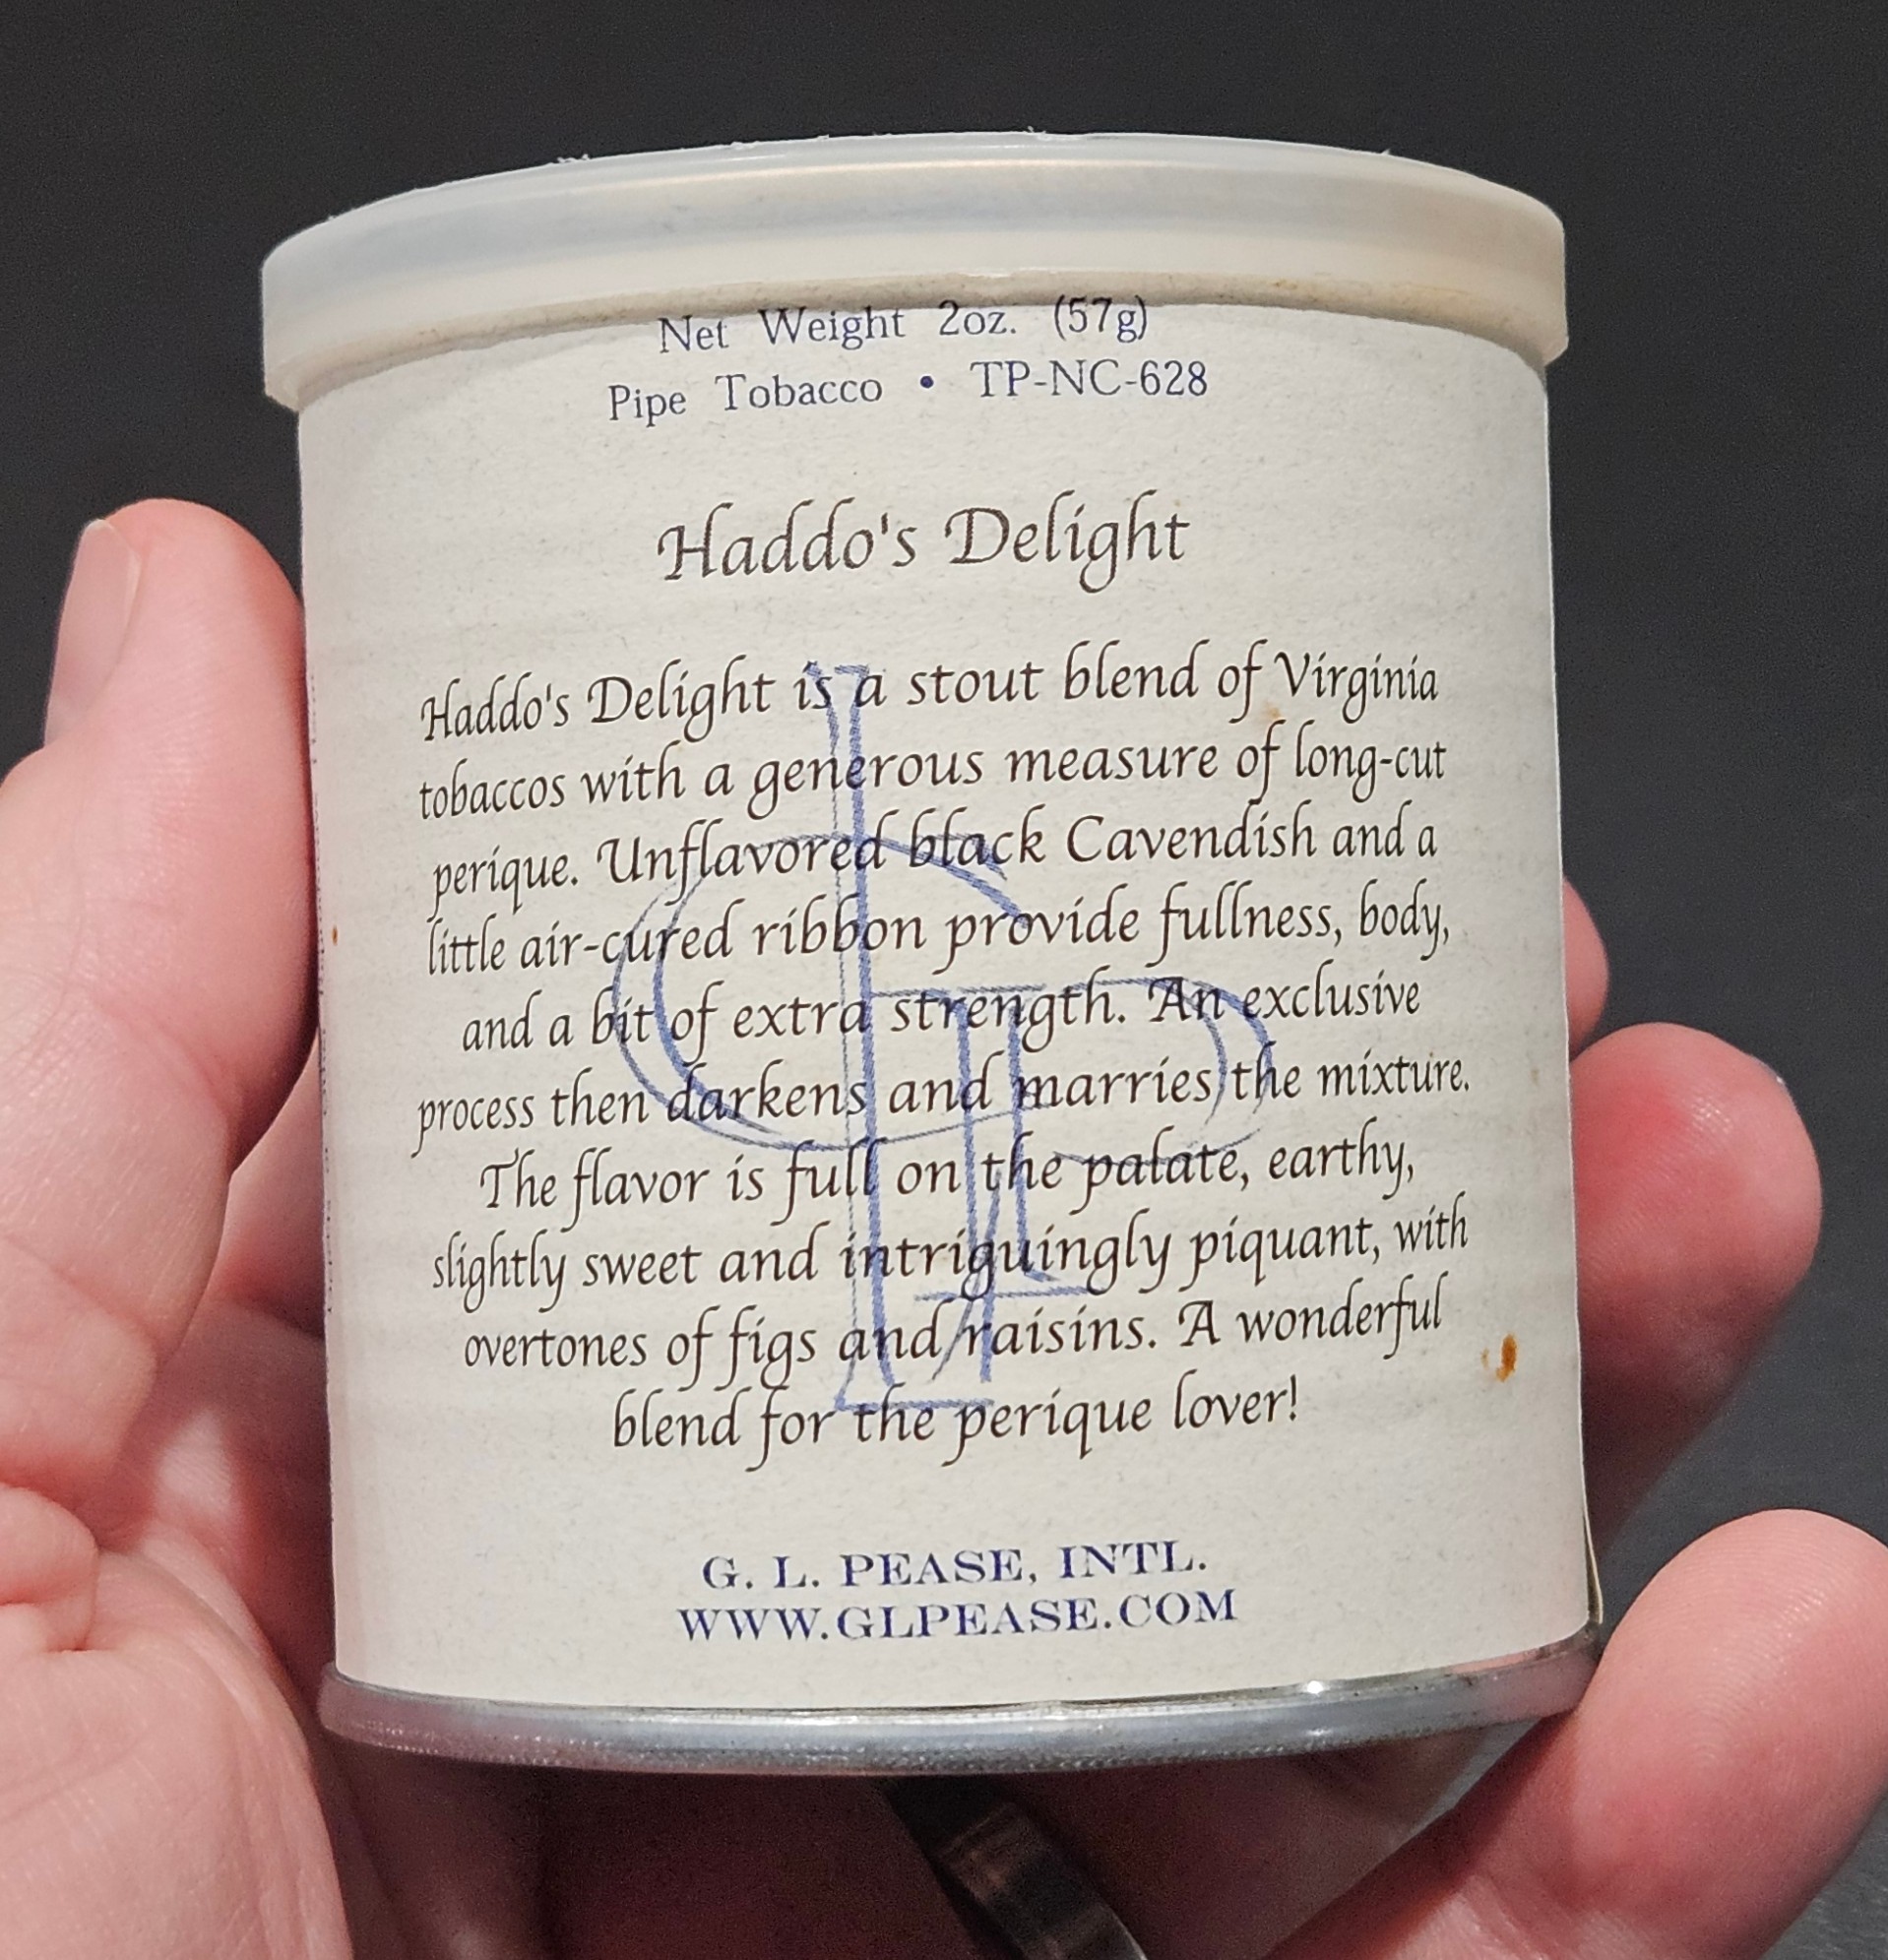 Net Weight 2oz. (57g)
Pipe Tobacco • TP-NC-628
Haddo's Delight
Haddo's Delight is a stout blend of Virginia
tobaccos with a generous measure of long-cut
perique. Unflavored black Cavendish and a
little air-cured ribbon provide fullness, body,
and a bit of extra strength. An exclusive
process then darkens and marries the mixture.
The flavor is full on the palate, earthy,
slightly sweet and intriguingly piquant, with
overtones of figs and raisins. A wonderful
blend for the perique lover!
G. L. PEASE, INTL.
WWW.GLPEASE.COM